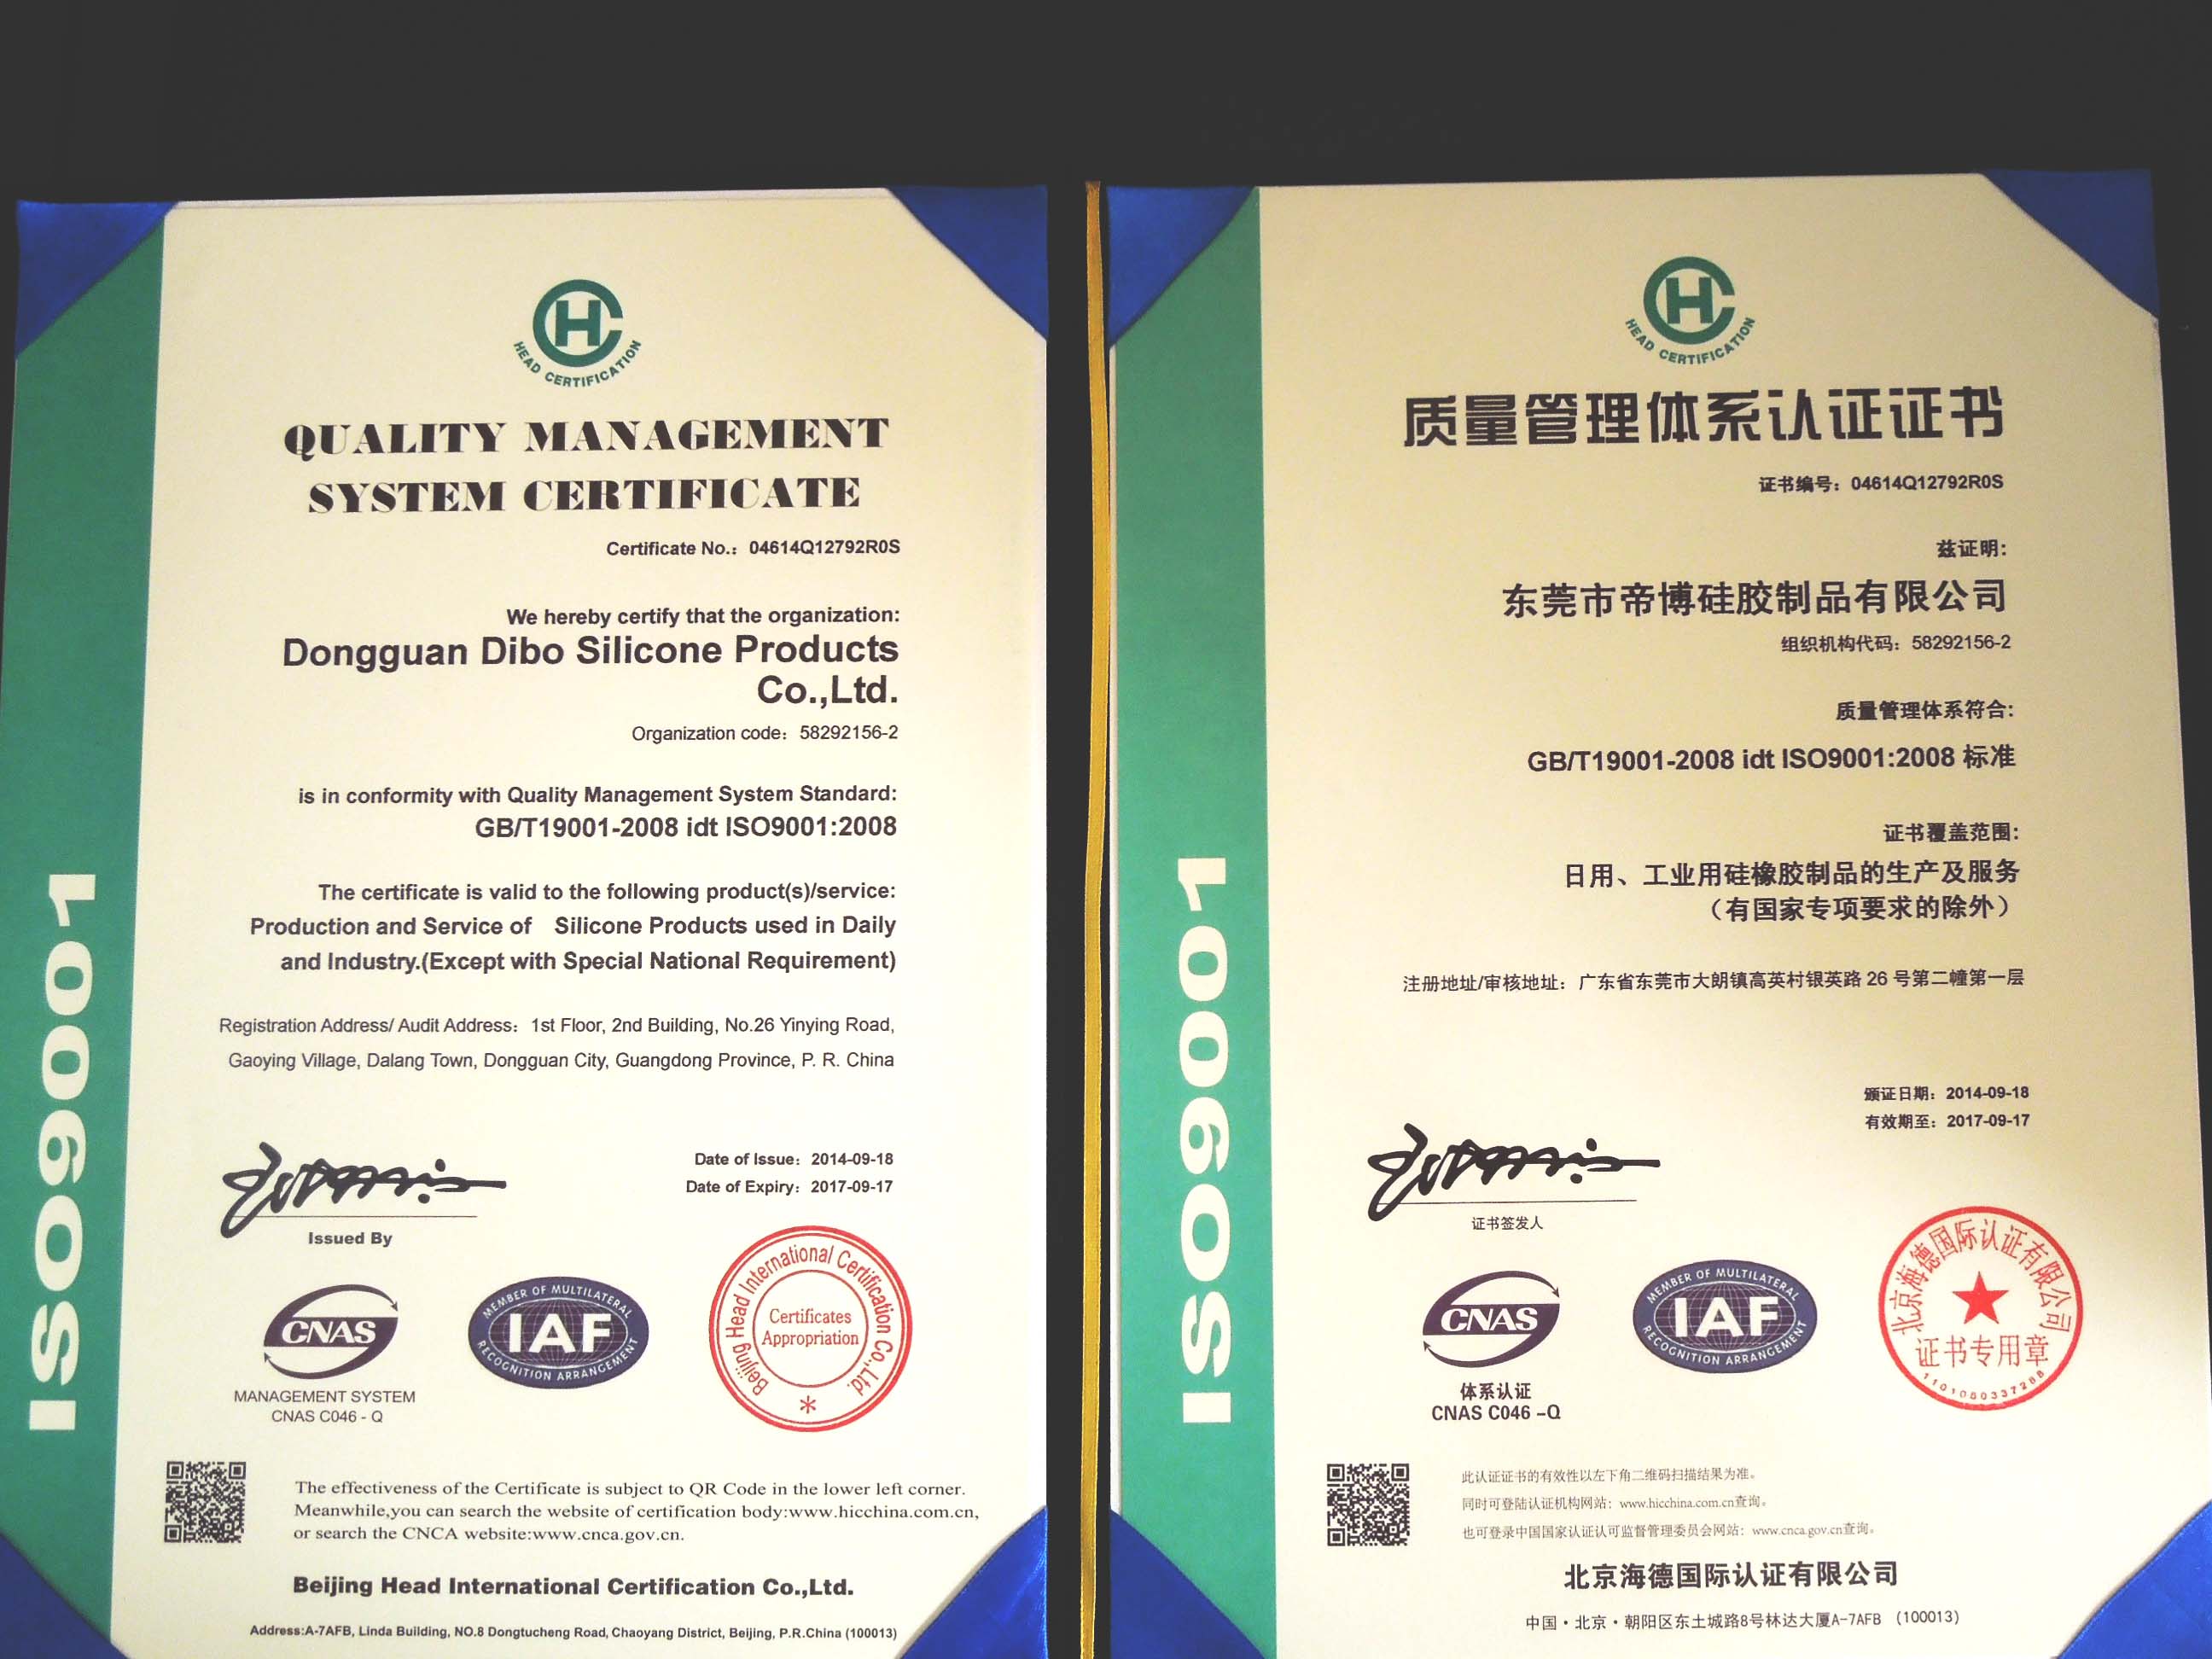 ISO9001
HC
HEAD CERTIFICATION
QUALITY MANAGEMENT
SYSTEM CERTIFICATE
Certificate No.: 04614Q12792R0S
We hereby certify that the organization:
Dongguan Dibo Silicone Products
Co.,Ltd.
Organization code: 58292156-2
is in conformity with Quality Management System Standard:
GB/T19001-2008 idt ISO9001:2008
The certificate is valid to the following product(s)/service:
Production and Service of Silicone Products used in Daily
and Industry.(Except with Special National Requirement)
Registration Address/ Audit Address: 1st Floor, 2nd Building, No.26 Yinying Road,
Gaoying Village, Dalang Town, Dongguan City, Guangdong Province, P. R. China
Date of Issue: 2014-09-18
Date of Expiry: 2017-09-17
Issued By
CNAS
MANAGEMENT SYSTEM
CNAS C046 - Q
MEMBER OF MULTILATERAL
IAF
RECOGNITION ARRANGEMENT
Beijing Head International Certification Co.,Ltd.
Certificates
Appropriation
The effectiveness of the Certificate is subject to QR Code in the lower left corner.
Meanwhile,you can search the website of certification body:www.hicchina.com.cn,
or search the CNCA website:www.cnca.gov.cn.
Beijing Head International Certification Co.,Ltd.
Address:A-7AFB, Linda Building, NO.8 Dongtucheng Road, Chaoyang District, Beijing, P.R.China (100013)
ISO9001
HC
HEAD CERTIFICATION
质量管理体系认证证书
证书编号：04614Q12792R0S
兹证明：
东莞市帝博硅胶制品有限公司
组织机构代码：58292156-2
质量管理体系符合：
GB/T19001-2008 idt ISO9001:2008 标准
证书覆盖范围：
日用、工业用硅橡胶制品的生产及服务
（有国家专项要求的除外）
注册地址/审核地址：广东省东莞市大朗镇高英村银英路 26 号第二幢第一层
颁证日期：2014-09-18
有效期至：2017-09-17
证书签发人
CNAS
体系认证
CNAS C046 -Q
MEMBER OF MULTILATERAL
IAF
RECOGNITION ARRANGEMENT
北京海德国际认证有限公司
证书专用章
1101080337288
此认证证书的有效性以左下角二维码扫描结果为准。
同时可登陆认证机构网站：www.hicchina.com.cn查询。
也可登录中国国家认证认可监督管理委员会网站：www.cnca.gov.cn查询。
北京海德国际认证有限公司
中国·北京·朝阳区东土城路8号林达大厦A-7AFB （100013）